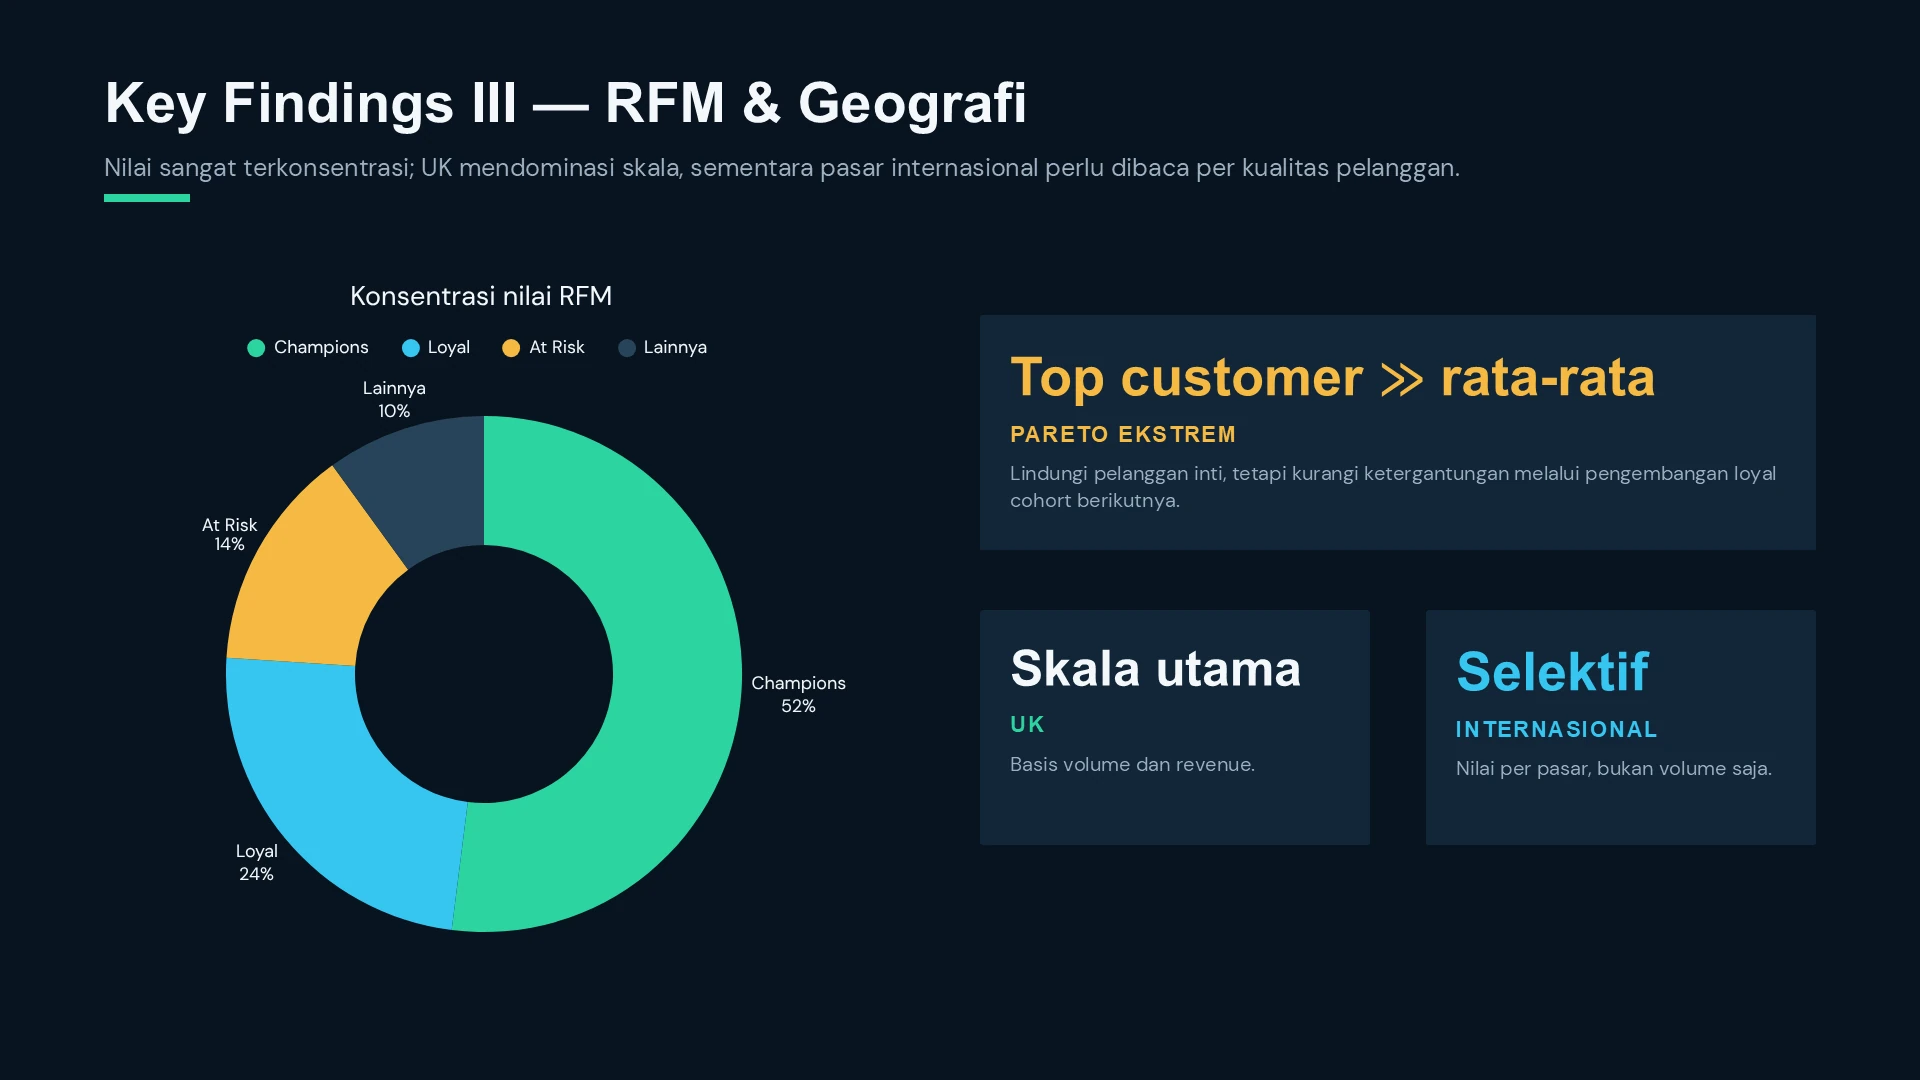 Key Findings III — RFM & Geografi
Nilai sangat terkonsentrasi; UK mendominasi skala, sementara pasar internasional perlu dibaca per kualitas pelanggan.
Konsentrasi nilai RFM
Champions
Loyal
At Risk
Lainnya
Lainnya
10%
At Risk
14%
Champions
52%
Loyal
24%
Top customer >> rata-rata
PARETO EKSTREM
Lindungi pelanggan inti, tetapi kurangi ketergantungan melalui pengembangan loyal
cohort berikutnya.
Skala utama
UK
Basis volume dan revenue.
Selektif
INTERNASIONAL
Nilai per pasar, bukan volume saja.